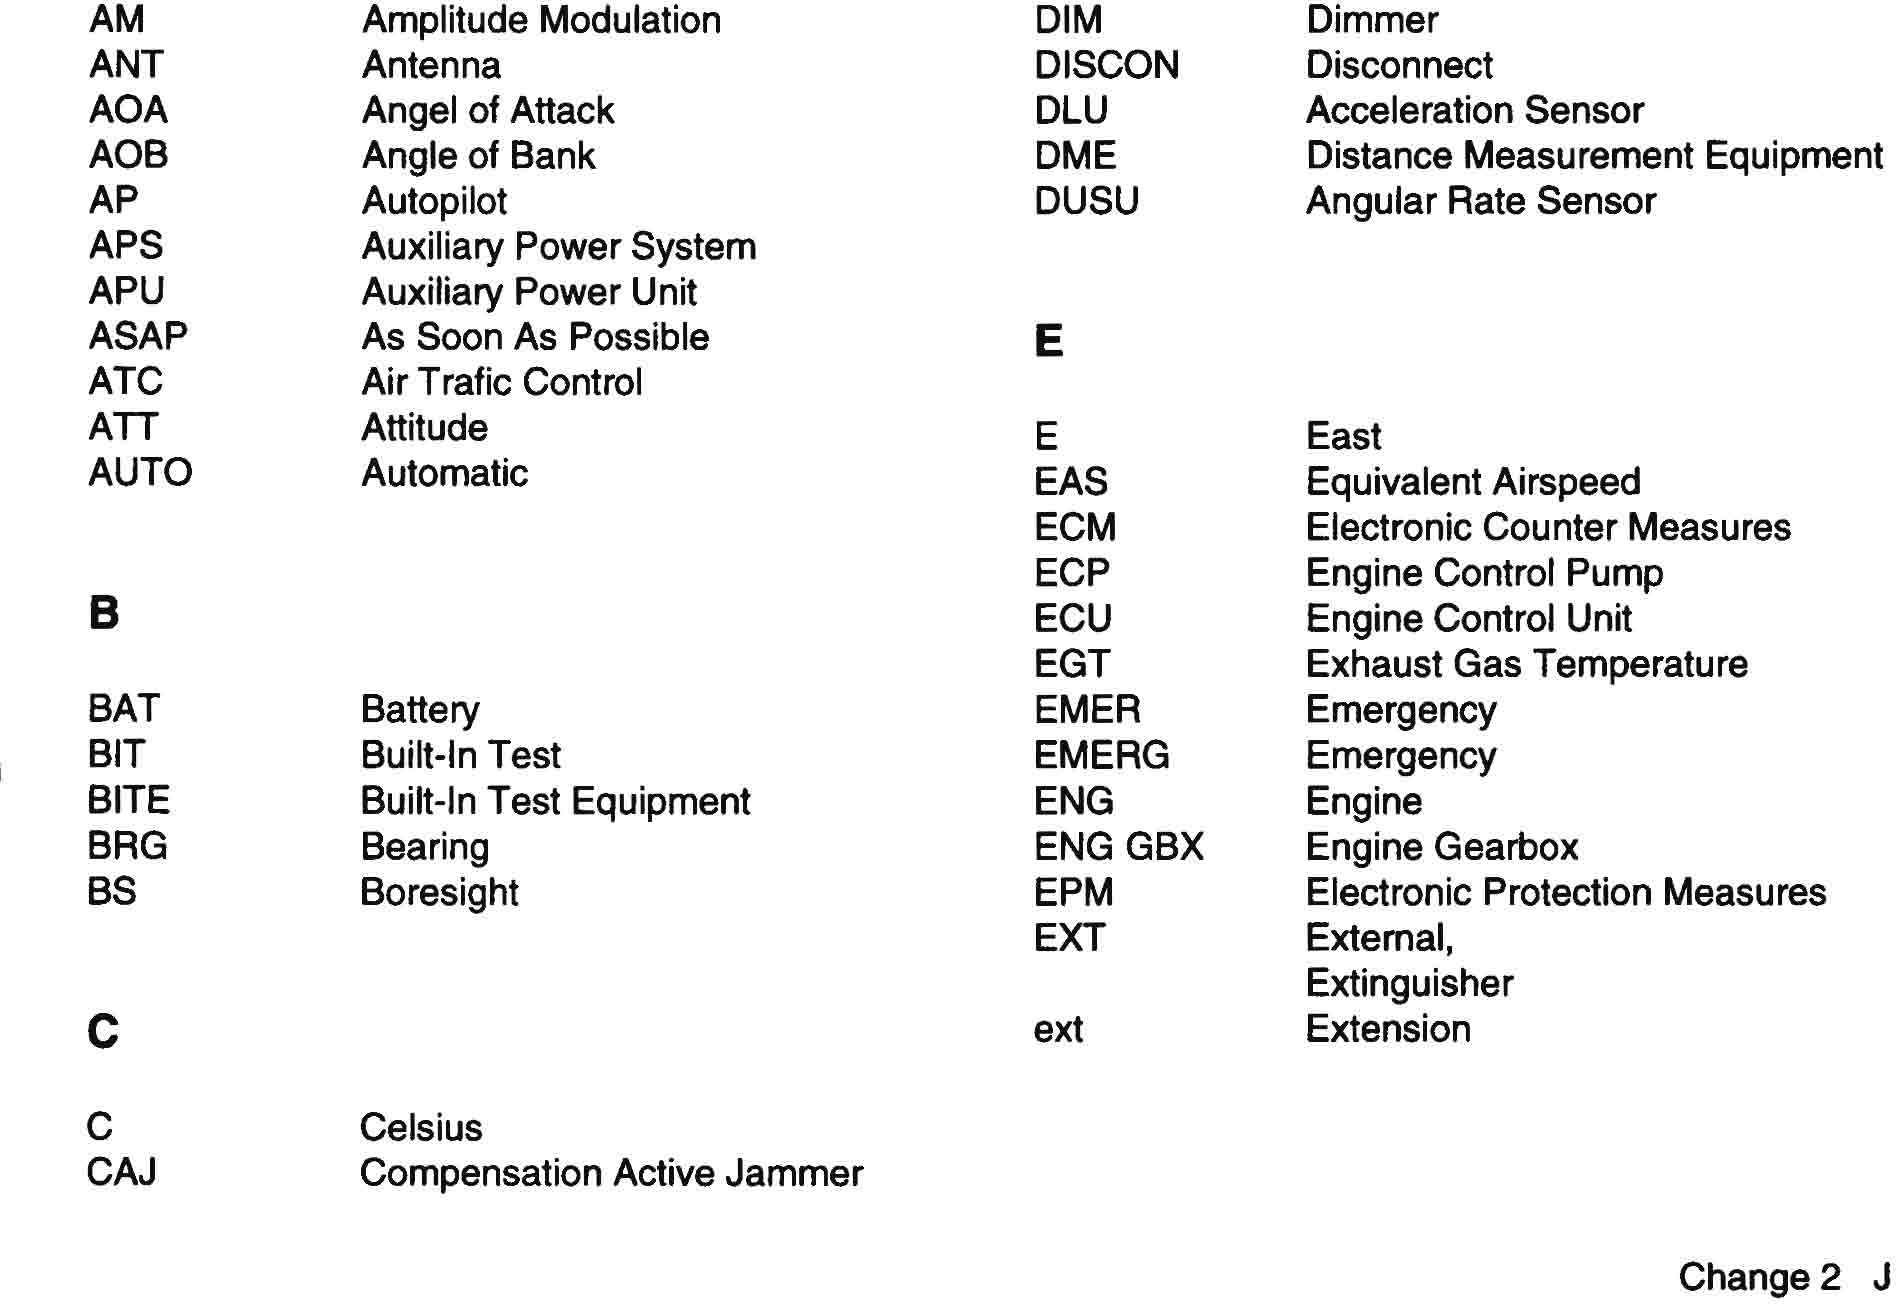 AM Amplitude Modulation
ANT Antenna
AOA Angel of Attack
AOB Angle of Bank
AP Autopilot
APS Auxiliary Power System
APU Auxiliary Power Unit
ASAP As Soon As Possible
ATC Air Trafic Control
ATT Attitude
AUTO Automatic
B
BAT Battery
BIT Built-In Test
BITE Built-In Test Equipment
BRG Bearing
BS Boresight
C
C Celsius
CAJ Compensation Active Jammer
DIM Dimmer
DISCON Disconnect
DLU Acceleration Sensor
DME Distance Measurement Equipment
DUSU Angular Rate Sensor
E
E East
EAS Equivalent Airspeed
ECM Electronic Counter Measures
ECP Engine Control Pump
ECU Engine Control Unit
EGT Exhaust Gas Temperature
EMER Emergency
EMERG Emergency
ENG Engine
ENG GBX Engine Gearbox
EPM Electronic Protection Measures
EXT External,
Extinguisher
ext Extension
Change 2 J